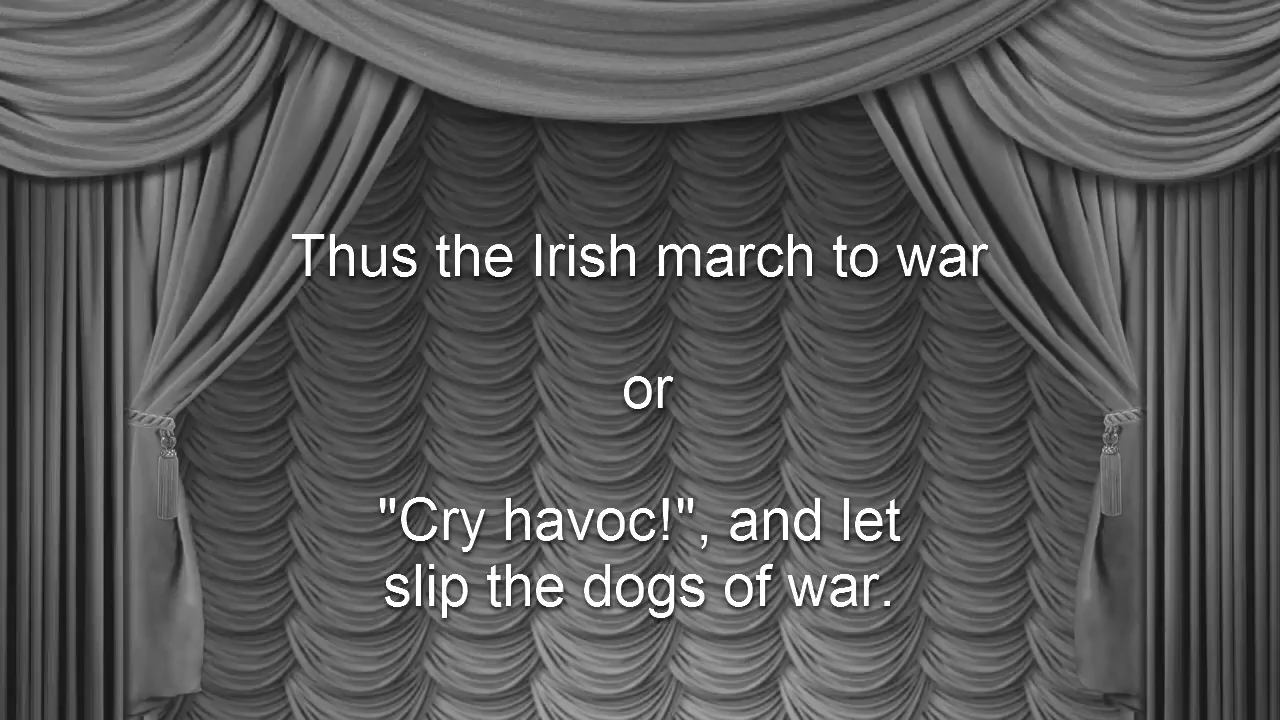 Thus the Irish march to war
or
"Cry havoc!", and let
slip the dogs of war.